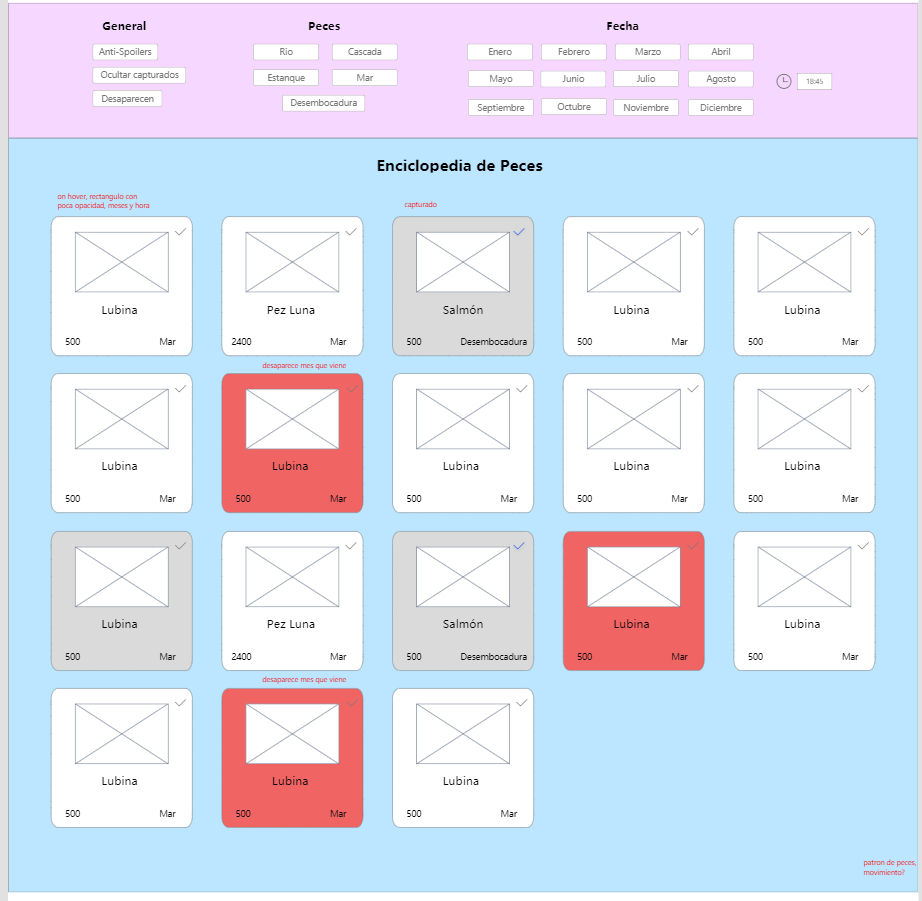 General
Peces
Fecha
Anti-Spoilers
Rio
Cascada
Enero
Febrero
Marzo
Abril
Ocultar capturados
Estanque
Mar
Mayo
Junio
Julio
Agosto
18:45
Desaparecen
Desembocadura
Septiembre
Octubre
Noviembre
Diciembre
Enciclopedia de Peces
on hover, rectangulo con
poca opacidad, meses y hora
capturado
Lubina
500 Mar
Pez Luna
2400 Mar
Salmón
500 Desembocadura
Lubina
500 Mar
Lubina
500 Mar
desaparece mes que viene
Lubina
500 Mar
Lubina
500 Mar
Lubina
500 Mar
Lubina
500 Mar
Lubina
500 Mar
Lubina
500 Mar
Pez Luna
2400 Mar
Salmón
500 Desembocadura
Lubina
500 Mar
Lubina
500 Mar
desaparece mes que viene
Lubina
500 Mar
Lubina
500 Mar
Lubina
500 Mar
patron de peces,
movimiento?